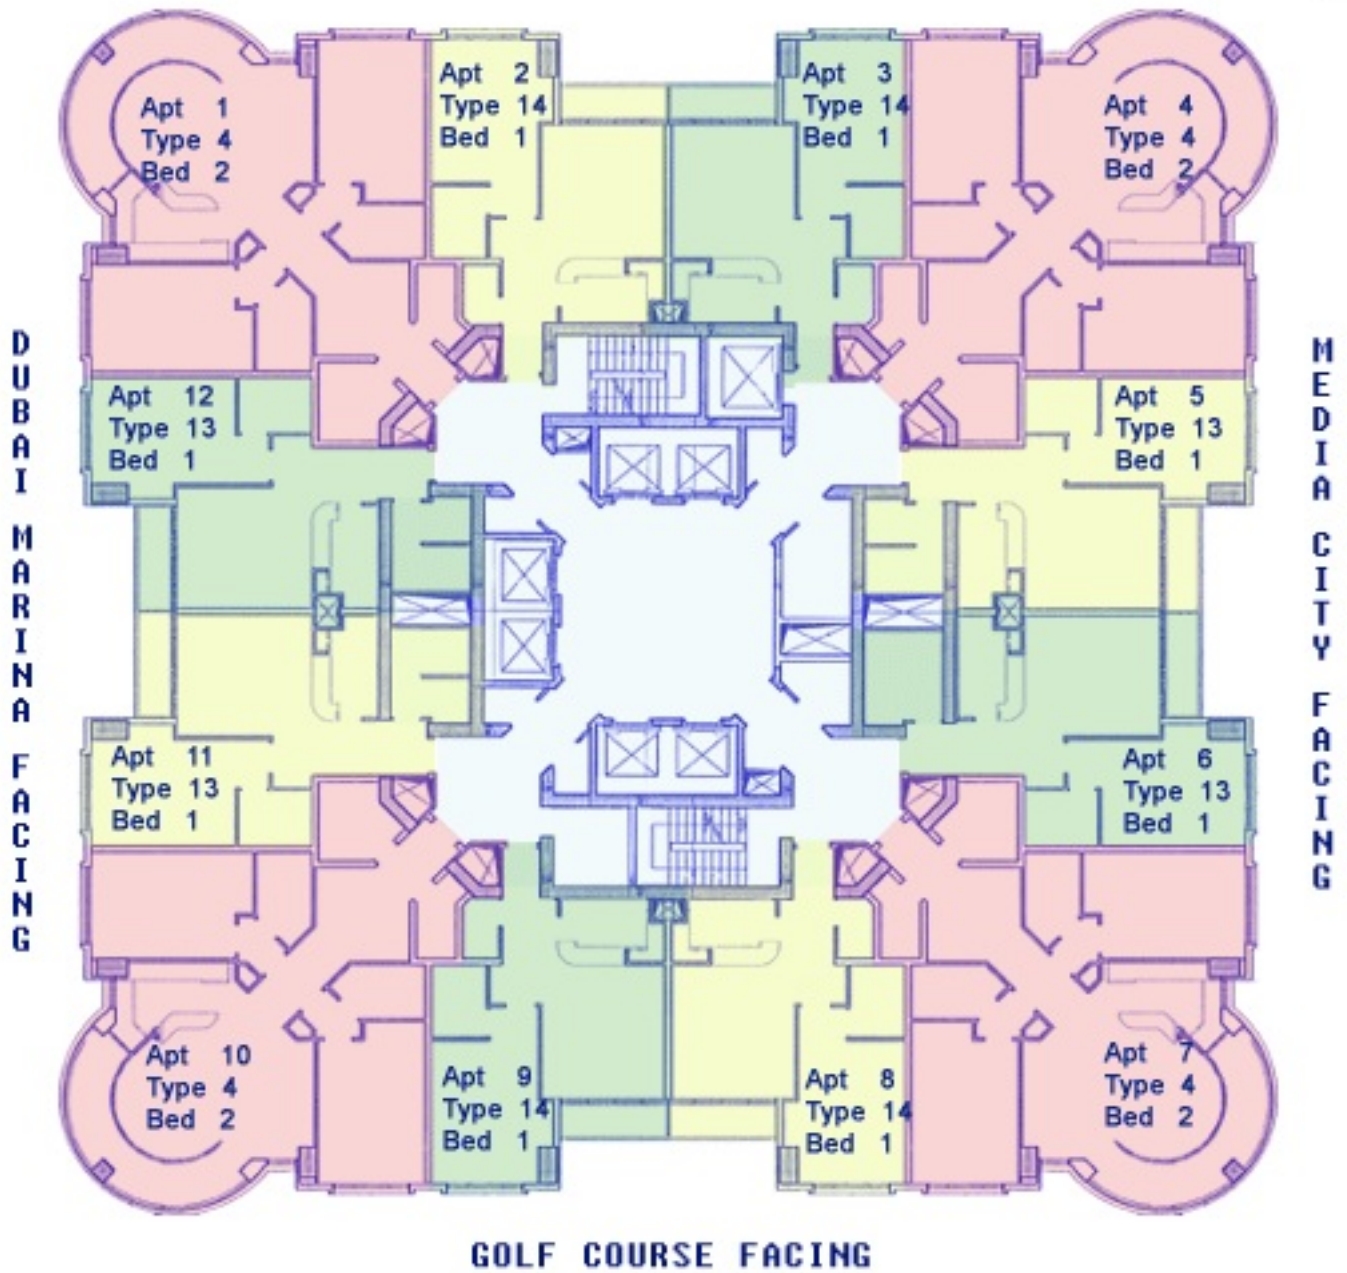 Apt 1
Type 4
Bed 2
Apt 2
Type 14
Bed 1
Apt 3
Type 14
Bed 1
Apt 4
Type 4
Bed 2
DUBAI MARINA FACING
Apt 12
Type 13
Bed 1
Apt 5
Type 13
Bed 1
MEDIA CITY FACING
Apt 11
Type 13
Bed 1
Apt 6
Type 13
Bed 1
Apt 10
Type 4
Bed 2
Apt 9
Type 14
Bed 1
Apt 8
Type 14
Bed 1
Apt 7
Type 4
Bed 2
GOLF COURSE FACING